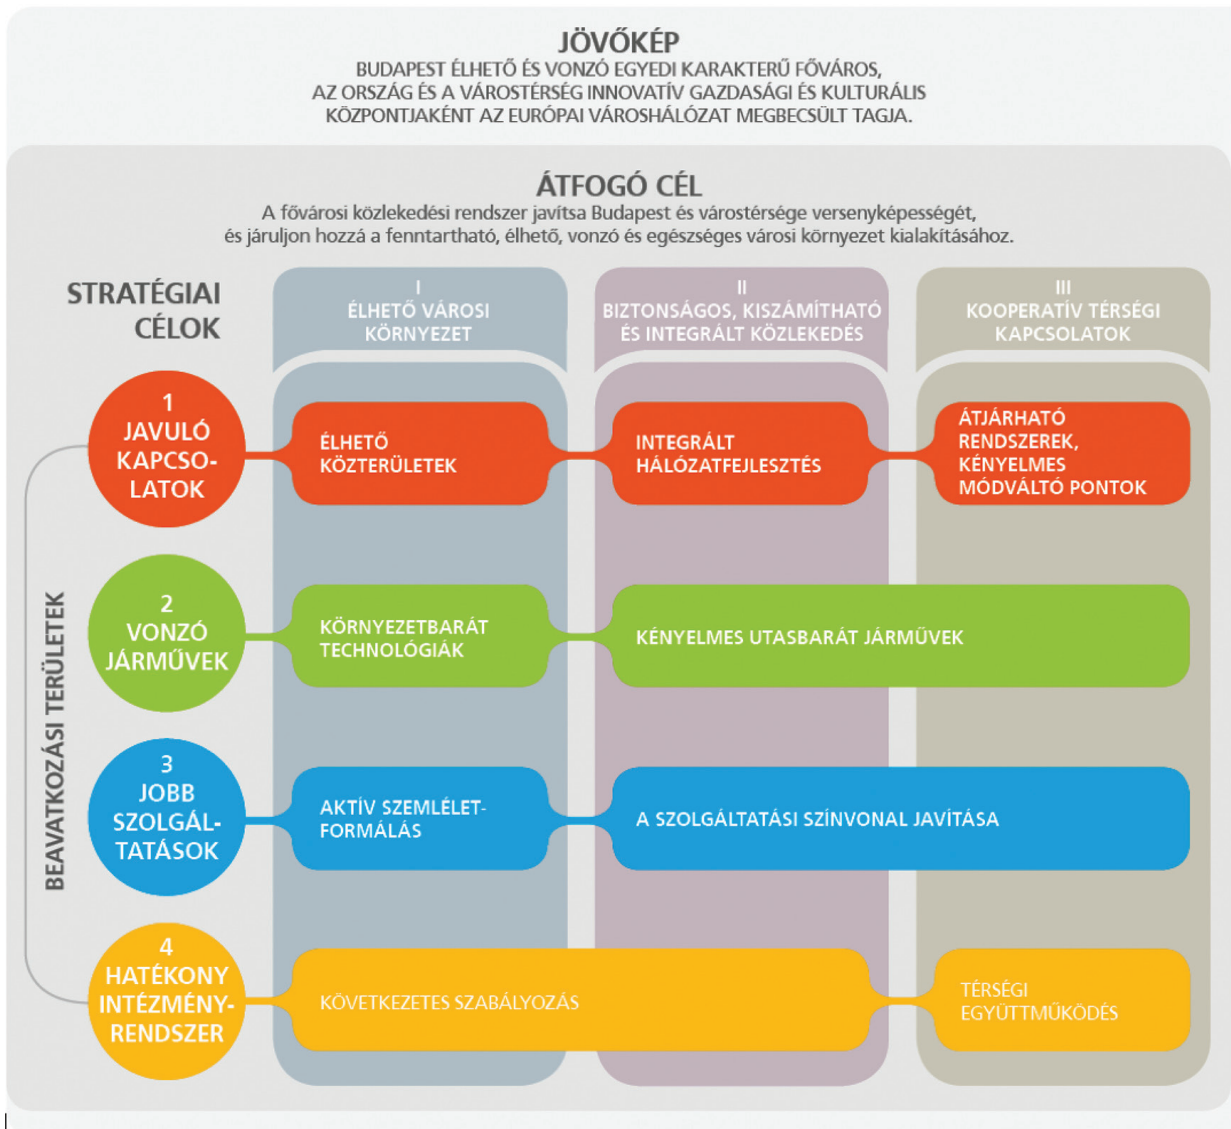 JÖVŐKÉP
BUDAPEST ÉLHETŐ ÉS VONZÓ EGYEDI KARAKTERŰ FŐVÁROS,
AZ ORSZÁG ÉS A VÁROSTÉRSÉG INNOVATÍV GAZDASÁGI ÉS KULTURÁLIS
KÖZPONTJAKÉNT AZ EURÓPAI VÁROSHÁLÓZAT MEGBECSÜLT TAGJA.
ÁTFOGÓ CÉL
A fővárosi közlekedési rendszer javítsa Budapest és várostérsége versenyképességét,
és járuljon hozzá a fenntartható, élhető, vonzó és egészséges városi környezet kialakításához.
STRATÉGIAI
CÉLOK
I
ÉLHETŐ VÁROSI
KÖRNYEZET
II
BIZTONSÁGOS, KISZÁMÍTHATÓ
ÉS INTEGRÁLT KÖZLEKEDÉS
III
KOOPERATÍV TÉRSÉGI
KAPCSOLATOK
BEAVATKOZÁSI TERÜLETEK
1
JAVULÓ
KAPCSO-
LATOK
ÉLHETŐ
KÖZTERÜLETEK
INTEGRÁLT
HÁLÓZATFEJLESZTÉS
ÁTJÁRHATÓ
RENDSZEREK,
KÉNYELMES
MÓDVÁLTÓ PONTOK
2
VONZÓ
JÁRMŰVEK
KÖRNYEZETBARÁT
TECHNOLÓGIÁK
KÉNYELMES UTASBARÁT JÁRMŰVEK
3
JOBB
SZOLGÁL-
TATÁSOK
AKTÍV SZEMLÉLET-
FORMÁLÁS
A SZOLGÁLTATÁSI SZÍNVONAL JAVÍTÁSA
4
HATÉKONY
INTÉZMÉNY-
RENDSZER
KÖVETKEZETES SZABÁLYOZÁS
TÉRSÉGI
EGYÜTTMŰKÖDÉS